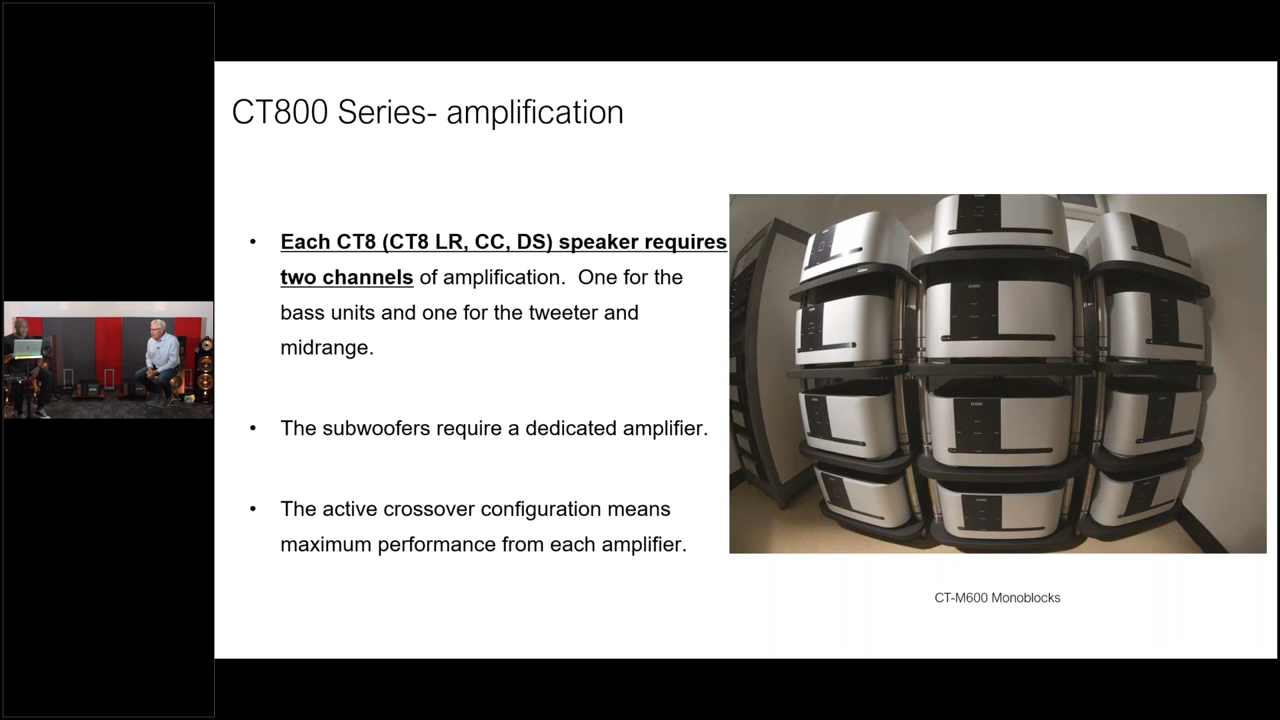 CT800 Series- amplification
• Each CT8 (CT8 LR, CC, DS) speaker requires
two channels of amplification. One for the
bass units and one for the tweeter and
midrange.
• The subwoofers require a dedicated amplifier.
• The active crossover configuration means
maximum performance from each amplifier.
CT-M600 Monoblocks